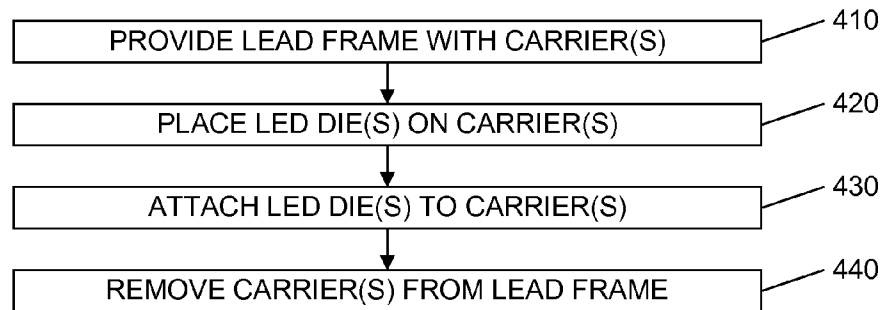 PROVIDE LEAD FRAME WITH CARRIER(S)
410
PLACE LED DIE(S) ON CARRIER(S)
420
ATTACH LED DIE(S) TO CARRIER(S)
430
REMOVE CARRIER(S) FROM LEAD FRAME
440